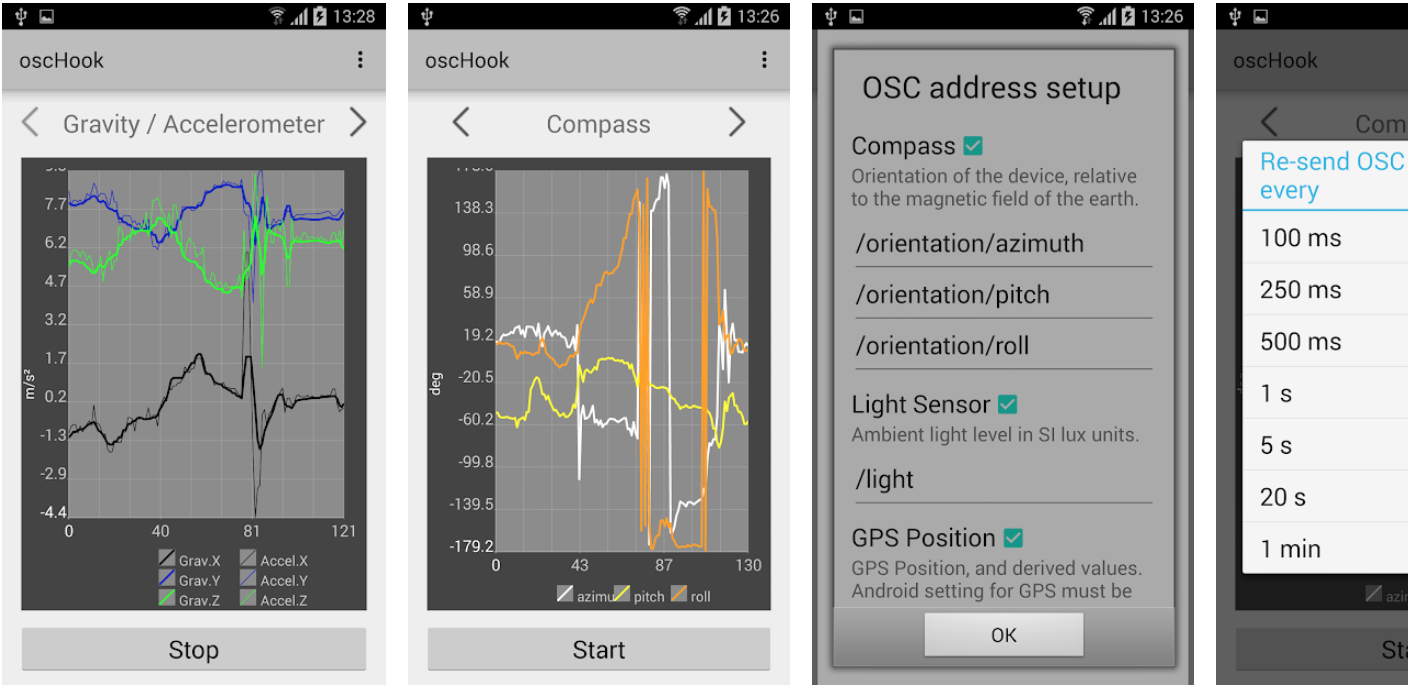 13:28
oscHook
Gravity / Accelerometer
7.7
6.2
4.7
3.2
1.7
0.2
-1.3
-2.9
-4.4
m/s²
0 40 81 121
Grav.X Accel.X
Grav.Y Accel.Y
Grav.Z Accel.Z
Stop
13:26
oscHook
Compass
138.3
98.6
58.9
19.2
-20.5
-60.2
-99.8
-139.5
-179.2
deg
0 43 87 130
azimu pitch roll
Start
13:26
OSC address setup
Compass
Orientation of the device, relative
to the magnetic field of the earth.
/orientation/azimuth
/orientation/pitch
/orientation/roll
Light Sensor
Ambient light level in SI lux units.
/light
GPS Position
GPS Position, and derived values.
Android setting for GPS must be
OK
oscHook
Com
Re-send OSC
every
100 ms
250 ms
500 ms
1 s
5 s
20 s
1 min
azi
Sta